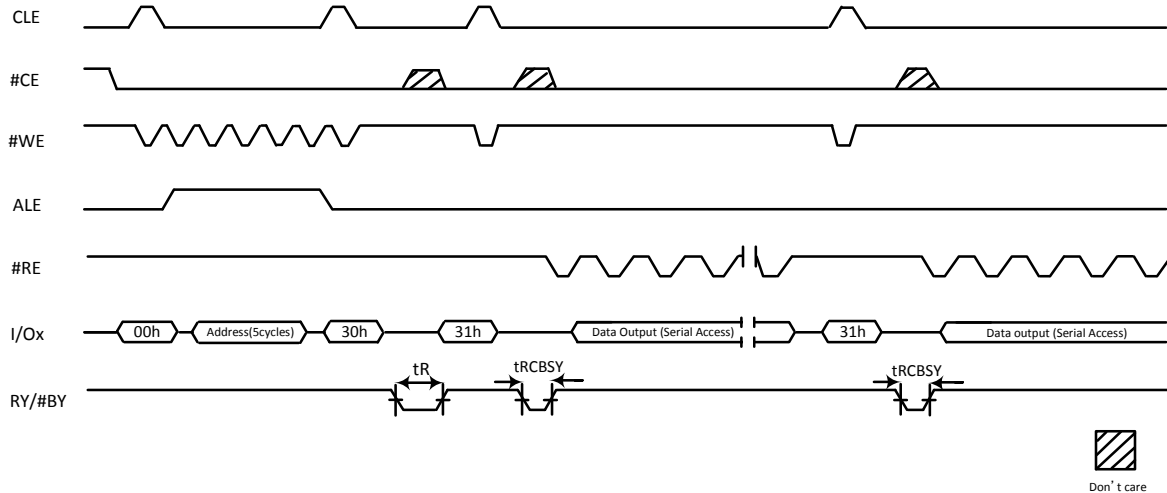 CLE
#CE
#WE
ALE
#RE
I/Ox 00h Address(5cycles) 30h 31h Data Output (Serial Access) 31h Data output (Serial Access)
tR tRCBSY tRCBSY
RY/#BY
Don't care